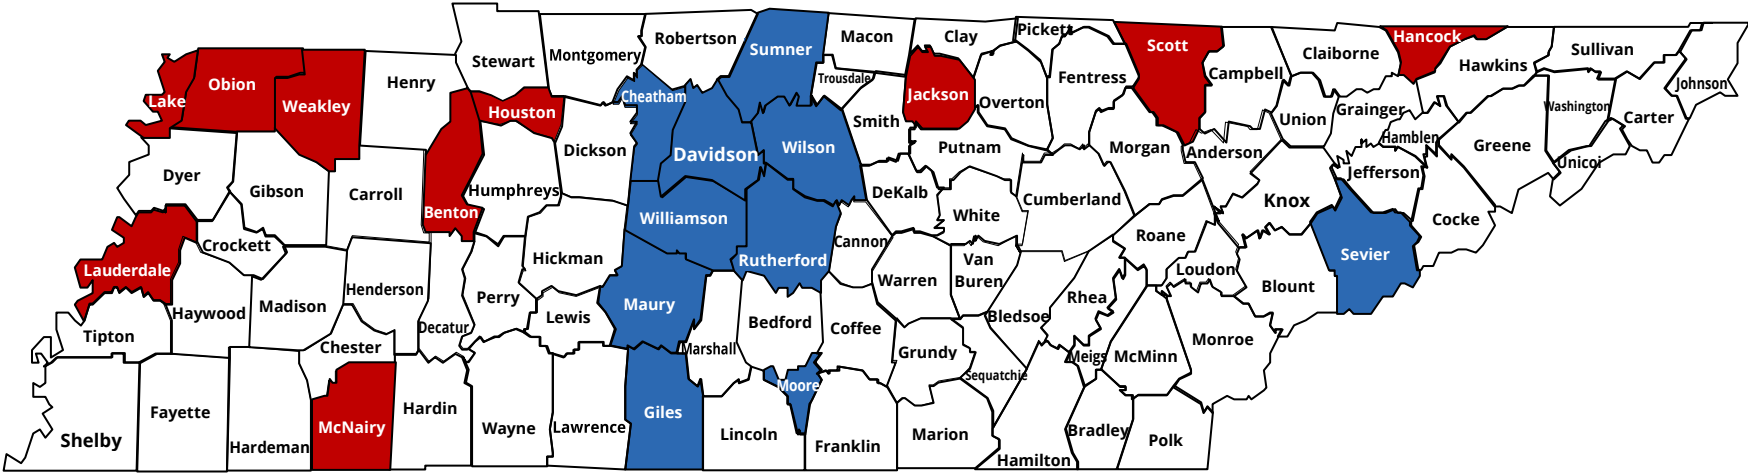 Pickett
Hancock
Macon
Clay
Robertson
Scott
Sumner
Sullivan
Claiborne
Montgomery
Stewart
Hawkins
Campbell
Trousdale
Fentress
Henry
Obion
Johnson
Jackson
Cheatham
Lake
Overton
Weakley
Washington
Grainger
Houston
Carter
Union
Smith
Hamblen
Greene
Wilson
Putnam
Morgan
Dickson
Anderson
Davidson
Unicoi
Jefferson
Dyer
Gibson
Humphreys
DeKalb
Carroll
Cumberland
Knox
Benton
White
Williamson
Cocke
Roane
Cannon
Crockett
Sevier
Hickman
Van
Buren
Rutherford
Loudon
Lauderdale
Warren
Blount
Henderson
Perry
Rhea
Maury
Madison
Haywood
Bledsoe
Lewis
Bedford
Decatur
Coffee
Tipton
Monroe
Chester
Marshall
Grundy
Meigs
McMinn
Sequatchie
Moore
Hardin
Fayette
Giles
McNairy
Lawrence
Wayne
Bradley
Lincoln
Marion
Shelby
Polk
Hardeman
Franklin
Hamilton